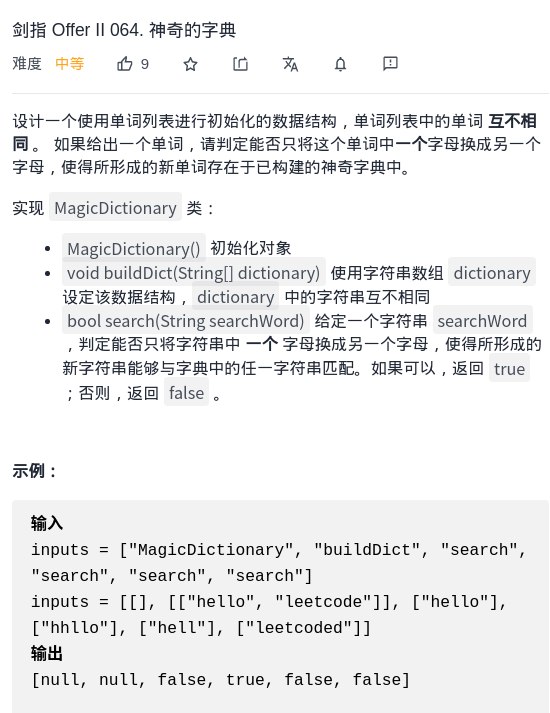 剑指 Offer II 064. 神奇的字典
难度 中等 9
设计一个使用单词列表进行初始化的数据结构，单词列表中的单词 互不相
同 。 如果给出一个单词，请判定能否只将这个单词中一个字母换成另一个
字母，使得所形成的新单词存在于已构建的神奇字典中。
实现 MagicDictionary 类：
• MagicDictionary() 初始化对象
• void buildDict(String[] dictionary) 使用字符串数组 dictionary
设定该数据结构，dictionary 中的字符串互不相同
• bool search(String searchWord) 给定一个字符串 searchWord
，判定能否只将字符串中 一个 字母换成另一个字母，使得所形成的
新字符串能够与字典中的任一字符串匹配。如果可以，返回 true
；否则，返回 false 。
示例：
输入
inputs = ["MagicDictionary", "buildDict", "search",
"search", "search", "search"]
inputs = [[], [["hello", "leetcode"]], ["hello"],
["hhllo"], ["hell"], ["leetcoded"]]
输出
[null, null, false, true, false, false]